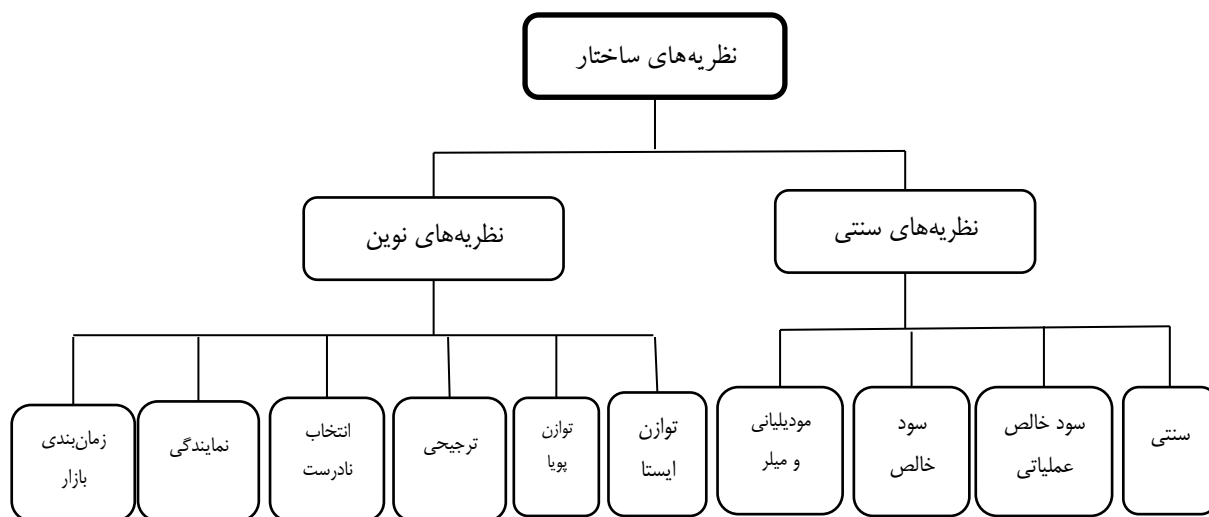 نظریه‌های ساختار
نظریه‌های سنتی
نظریه‌های نوین
سنتی
سود خالص
عملیاتی
سود
خالص
مودیلیانی
و میلر
توازن
ایستا
توازن
پویا
ترجیحی
انتخاب
نادرست
نمایندگی
زمان‌بندی
بازار